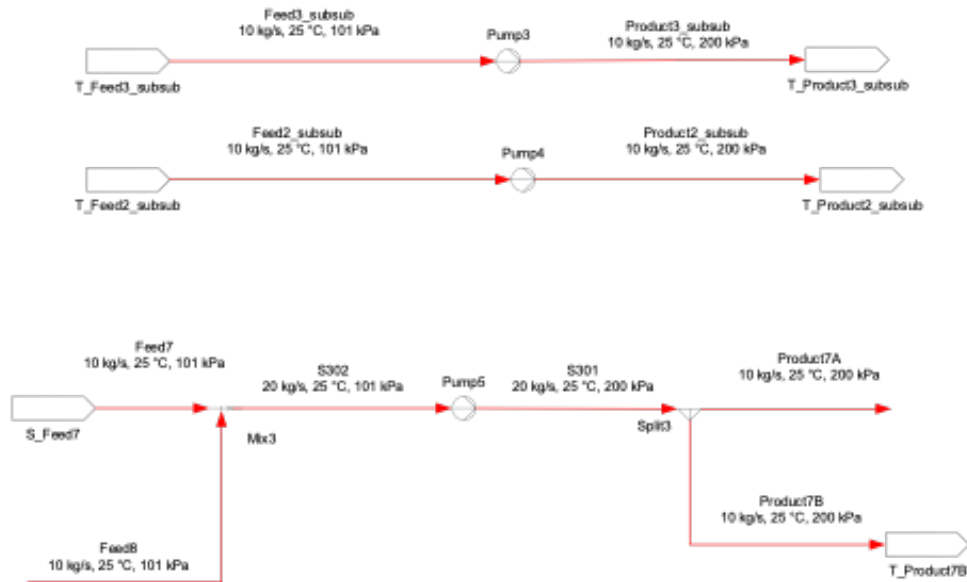 Feed3_subsub
10 kg/s, 25 °C, 101 kPa
Pump3
Product3_subsub
10 kg/s, 25 °C, 200 kPa
T_Feed3_subsub
T_Product3_subsub
Feed2_subsub
10 kg/s, 25 °C, 101 kPa
Pump4
Product2_subsub
10 kg/s, 25 °C, 200 kPa
T_Feed2_subsub
T_Product2_subsub
Feed7
10 kg/s, 25 °C, 101 kPa
S302
20 kg/s, 25 °C, 101 kPa
Pump5
S301
20 kg/s, 25 °C, 200 kPa
Product7A
10 kg/s, 25 °C, 200 kPa
S_Feed7
Mix3
Split3
Product7B
10 kg/s, 25 °C, 200 kPa
Feed8
10 kg/s, 25 °C, 101 kPa
T_Product7B